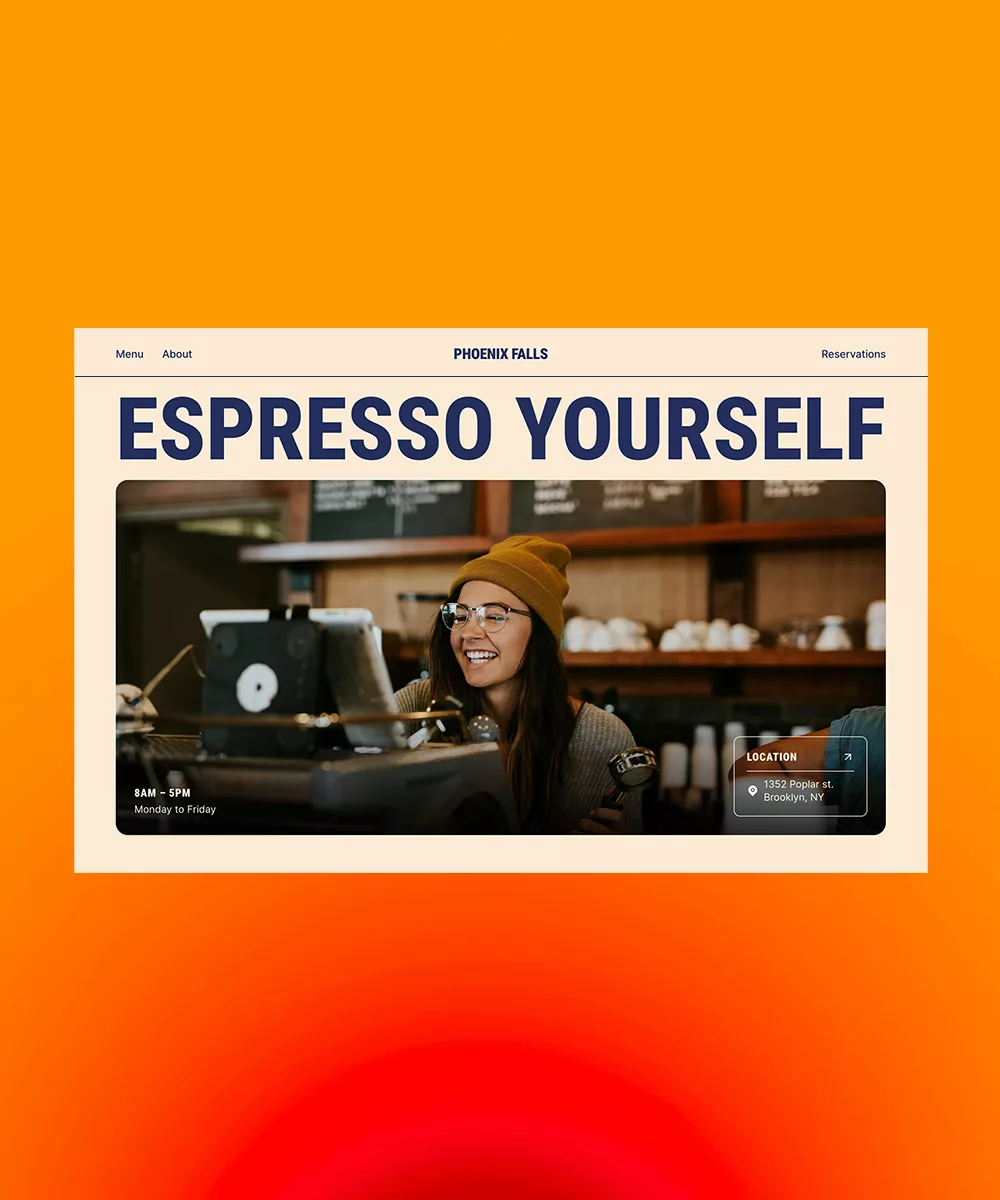 Menu About PHOENIX FALLS Reservations
ESPRESSO YOURSELF
8AM – 5PM
Monday to Friday
LOCATION
1352 Poplar st.
Brooklyn, NY